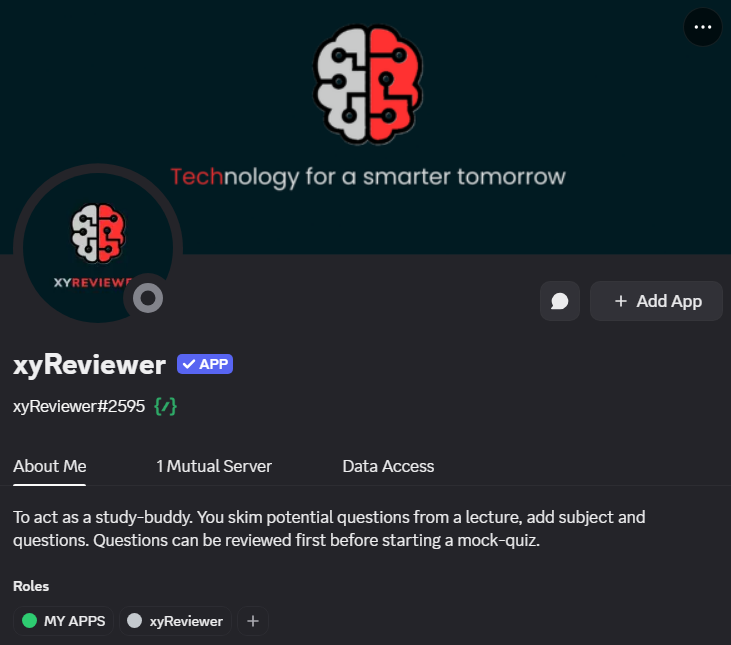 Technology for a smarter tomorrow
XYREVIEWER
+ Add App
xyReviewer ✓ APP
xyReviewer#2595 {/}
About Me 1 Mutual Server Data Access
To act as a study-buddy. You skim potential questions from a lecture, add subject and
questions. Questions can be reviewed first before starting a mock-quiz.
Roles
MY APPS xyReviewer +